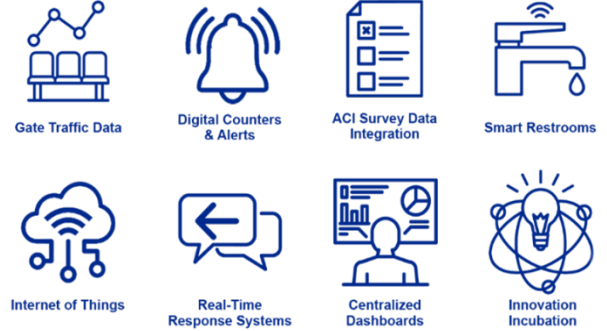 Gate Traffic Data
Digital Counters
& Alerts
ACI Survey Data
Integration
Smart Restrooms
Internet of Things
Real-Time
Response Systems
Centralized
Dashboards
Innovation
Incubation